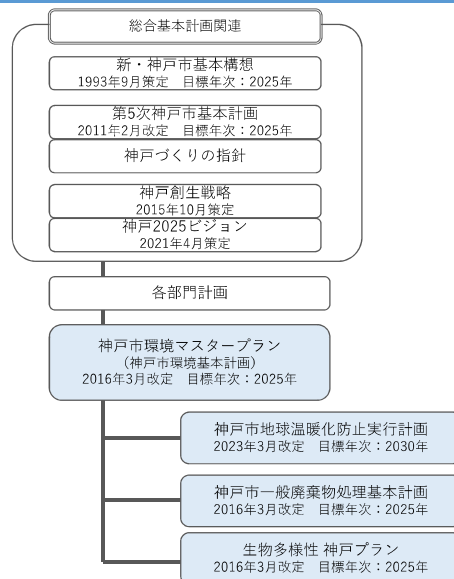 総合基本計画関連
新・神戸市基本構想
1993年9月策定　目標年次：2025年
第5次神戸市基本計画
2011年2月改定　目標年次：2025年
神戸づくりの指針
神戸創生戦略
2015年10月策定
神戸2025ビジョン
2021年4月策定
各部門計画
神戸市環境マスタープラン
（神戸市環境基本計画）
2016年3月改定　目標年次：2025年
神戸市地球温暖化防止実行計画
2023年3月改定　目標年次：2030年
神戸市一般廃棄物処理基本計画
2016年3月改定　目標年次：2025年
生物多様性 神戸プラン
2016年3月改定　目標年次：2025年